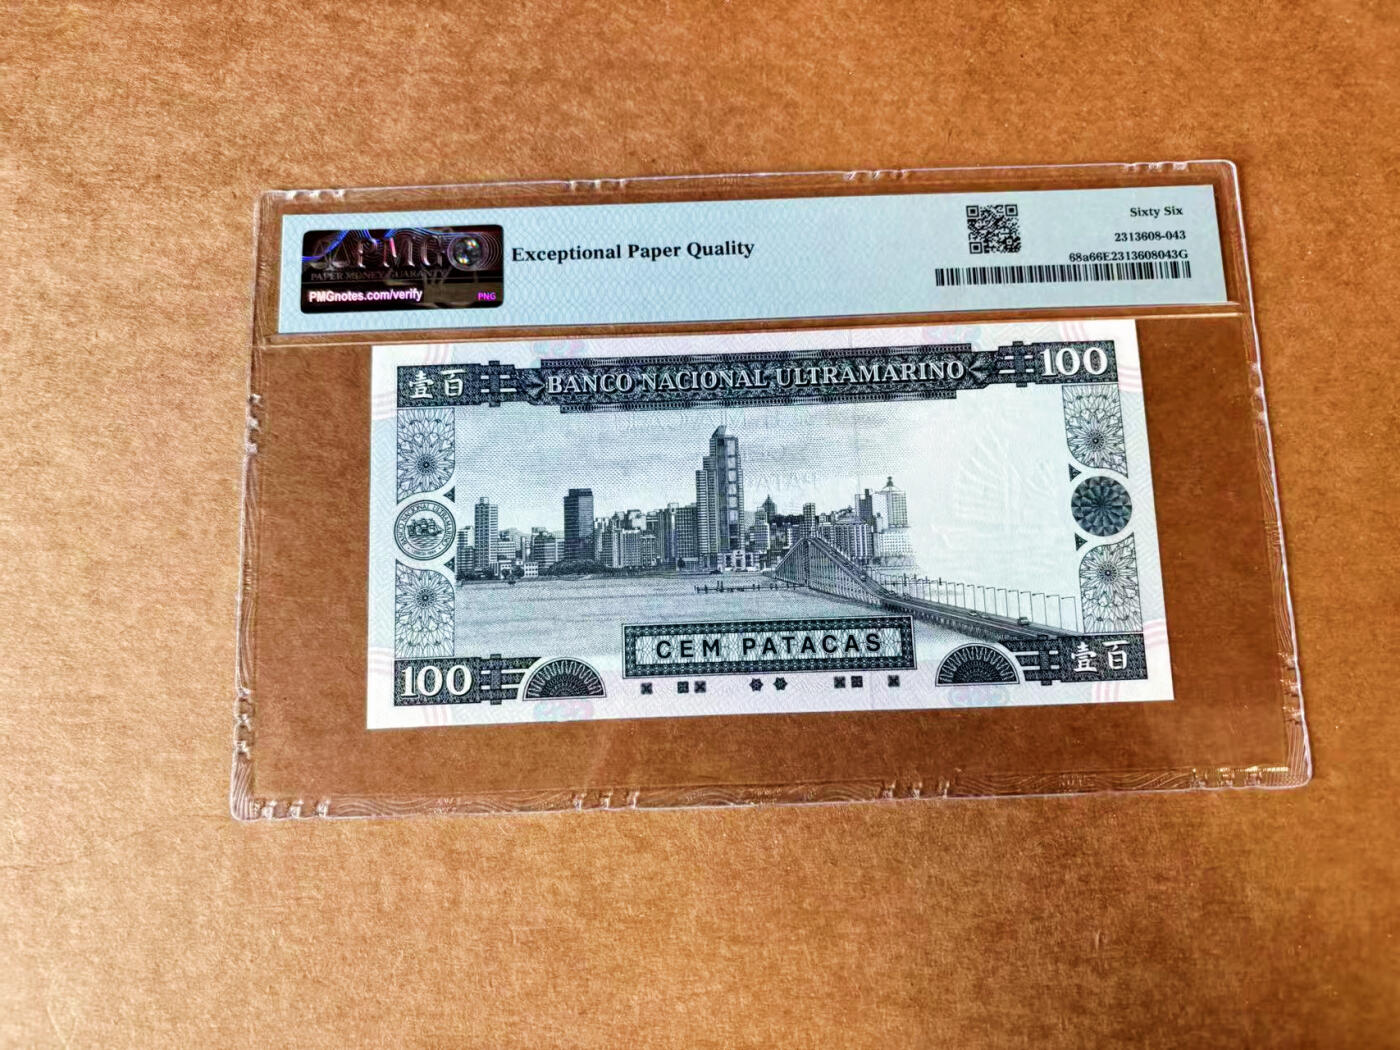 PMG
PAPER MONEY GUARANTY
PMGnotes.com/verify
PNG
Exceptional Paper Quality
Sixty Six
2313608-043
68a66E2313608043G
壹百
BANCO NACIONAL ULTRAMARINO
100
CEM PATACAS
100
壹百